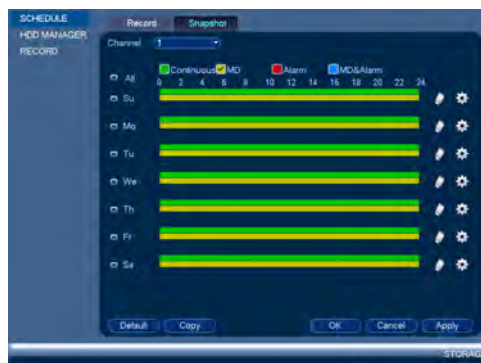 SCHEDULE
HDD MANAGER
RECORD
Record Snapshot
Channel 1
All Continuous MD Alarm MD&Alarm
0 2 4 6 8 10 12 14 16 18 20 22 24
Su
Mo
Tu
We
Th
Fr
Sa
Default Copy OK Cancel Apply
STORAG